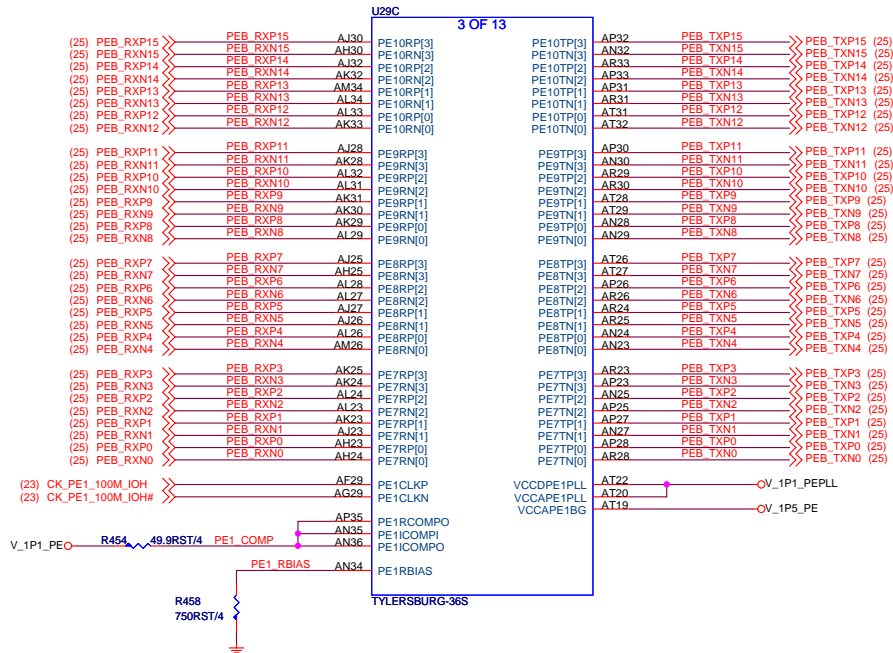 U29C
3 OF 13
(25) PEB_RXP15 PEB_RXP15 AJ30 PE10RP[3] PE10TP[3] AP32 PEB_TXP15 PEB_TXP15 (25)
(25) PEB_RXN15 PEB_RXN15 AH30 PE10RN[3] PE10TN[3] AN32 PEB_TXN15 PEB_TXN15 (25)
(25) PEB_RXP14 PEB_RXP14 AJ32 PE10RP[2] PE10TP[2] AR33 PEB_TXP14 PEB_TXP14 (25)
(25) PEB_RXN14 PEB_RXN14 AK32 PE10RN[2] PE10TN[2] AP33 PEB_TXN14 PEB_TXN14 (25)
(25) PEB_RXP13 PEB_RXP13 AM34 PE10RP[1] PE10TP[1] AP31 PEB_TXP13 PEB_TXP13 (25)
(25) PEB_RXN13 PEB_RXN13 AL34 PE10RN[1] PE10TN[1] AR31 PEB_TXN13 PEB_TXN13 (25)
(25) PEB_RXP12 PEB_RXP12 AL33 PE10RP[0] PE10TP[0] AT31 PEB_TXP12 PEB_TXP12 (25)
(25) PEB_RXN12 PEB_RXN12 AK33 PE10RN[0] PE10TN[0] AT32 PEB_TXN12 PEB_TXN12 (25)
(25) PEB_RXP11 PEB_RXP11 AJ28 PE9RP[3] PE9TP[3] AP30 PEB_TXP11 PEB_TXP11 (25)
(25) PEB_RXN11 PEB_RXN11 AK28 PE9RN[3] PE9TN[3] AN30 PEB_TXN11 PEB_TXN11 (25)
(25) PEB_RXP10 PEB_RXP10 AL32 PE9RP[2] PE9TP[2] AR29 PEB_TXP10 PEB_TXP10 (25)
(25) PEB_RXN10 PEB_RXN10 AL31 PE9RN[2] PE9TN[2] AR30 PEB_TXN10 PEB_TXN10 (25)
(25) PEB_RXP9 PEB_RXP9 AK31 PE9RP[1] PE9TP[1] AT28 PEB_TXP9 PEB_TXP9 (25)
(25) PEB_RXN9 PEB_RXN9 AK30 PE9RN[1] PE9TN[1] AT29 PEB_TXN9 PEB_TXN9 (25)
(25) PEB_RXP8 PEB_RXP8 AK29 PE9RP[0] PE9TP[0] AN28 PEB_TXP8 PEB_TXP8 (25)
(25) PEB_RXN8 PEB_RXN8 AL29 PE9RN[0] PE9TN[0] AN29 PEB_TXN8 PEB_TXN8 (25)
(25) PEB_RXP7 PEB_RXP7 AJ25 PE8RP[3] PE8TP[3] AT26 PEB_TXP7 PEB_TXP7 (25)
(25) PEB_RXN7 PEB_RXN7 AH25 PE8RN[3] PE8TN[3] AT27 PEB_TXN7 PEB_TXN7 (25)
(25) PEB_RXP6 PEB_RXP6 AL28 PE8RP[2] PE8TP[2] AP26 PEB_TXP6 PEB_TXP6 (25)
(25) PEB_RXN6 PEB_RXN6 AL27 PE8RN[2] PE8TN[2] AR26 PEB_TXN6 PEB_TXN6 (25)
(25) PEB_RXP5 PEB_RXP5 AJ27 PE8RP[1] PE8TP[1] AR24 PEB_TXP5 PEB_TXP5 (25)
(25) PEB_RXN5 PEB_RXN5 AJ26 PE8RN[1] PE8TN[1] AR25 PEB_TXN5 PEB_TXN5 (25)
(25) PEB_RXP4 PEB_RXP4 AL26 PE8RP[0] PE8TP[0] AN24 PEB_TXP4 PEB_TXP4 (25)
(25) PEB_RXN4 PEB_RXN4 AM26 PE8RN[0] PE8TN[0] AN23 PEB_TXN4 PEB_TXN4 (25)
(25) PEB_RXP3 PEB_RXP3 AK25 PE7RP[3] PE7TP[3] AR23 PEB_TXP3 PEB_TXP3 (25)
(25) PEB_RXN3 PEB_RXN3 AK24 PE7RN[3] PE7TN[3] AP23 PEB_TXN3 PEB_TXN3 (25)
(25) PEB_RXP2 PEB_RXP2 AL24 PE7RP[2] PE7TP[2] AN25 PEB_TXP2 PEB_TXP2 (25)
(25) PEB_RXN2 PEB_RXN2 AL23 PE7RN[2] PE7TN[2] AP25 PEB_TXN2 PEB_TXN2 (25)
(25) PEB_RXP1 PEB_RXP1 AK23 PE7RP[1] PE7TP[1] AP27 PEB_TXP1 PEB_TXP1 (25)
(25) PEB_RXN1 PEB_RXN1 AJ23 PE7RN[1] PE7TN[1] AN27 PEB_TXN1 PEB_TXN1 (25)
(25) PEB_RXP0 PEB_RXP0 AH23 PE7RP[0] PE7TP[0] AP28 PEB_TXP0 PEB_TXP0 (25)
(25) PEB_RXN0 PEB_RXN0 AH24 PE7RN[0] PE7TN[0] AR28 PEB_TXN0 PEB_TXN0 (25)
(23) CK_PE1_100M_IOH AF29 PE1CLKP VCCDPE1PLL AT22 V_1P1_PEPLL
(23) CK_PE1_100M_IOH# AG29 PE1CLKN VCCAPE1PLL AT20
VCCAPE1BG AT19 V_1P5_PE
AP35 PE1RCOMPO
AN35 PE1ICOMPI
V_1P1_PE R454 49.9RST/4 PE1_COMP AN36 PE1ICOMPO
PE1_RBIAS AN34 PE1RBIAS
R458
750RST/4
TYLERSBURG-36S